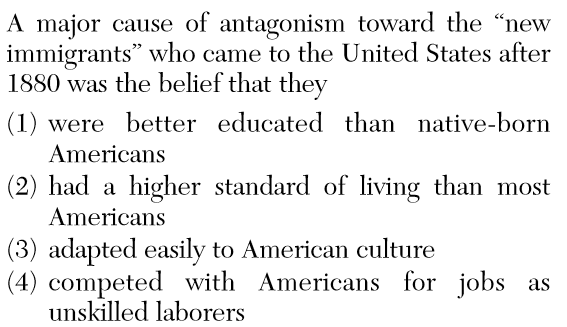 A major cause of antagonism toward the “new
immigrants” who came to the United States after
1880 was the belief that they
(1) were better educated than native-born
Americans
(2) had a higher standard of living than most
Americans
(3) adapted easily to American culture
(4) competed with Americans for jobs as
unskilled laborers